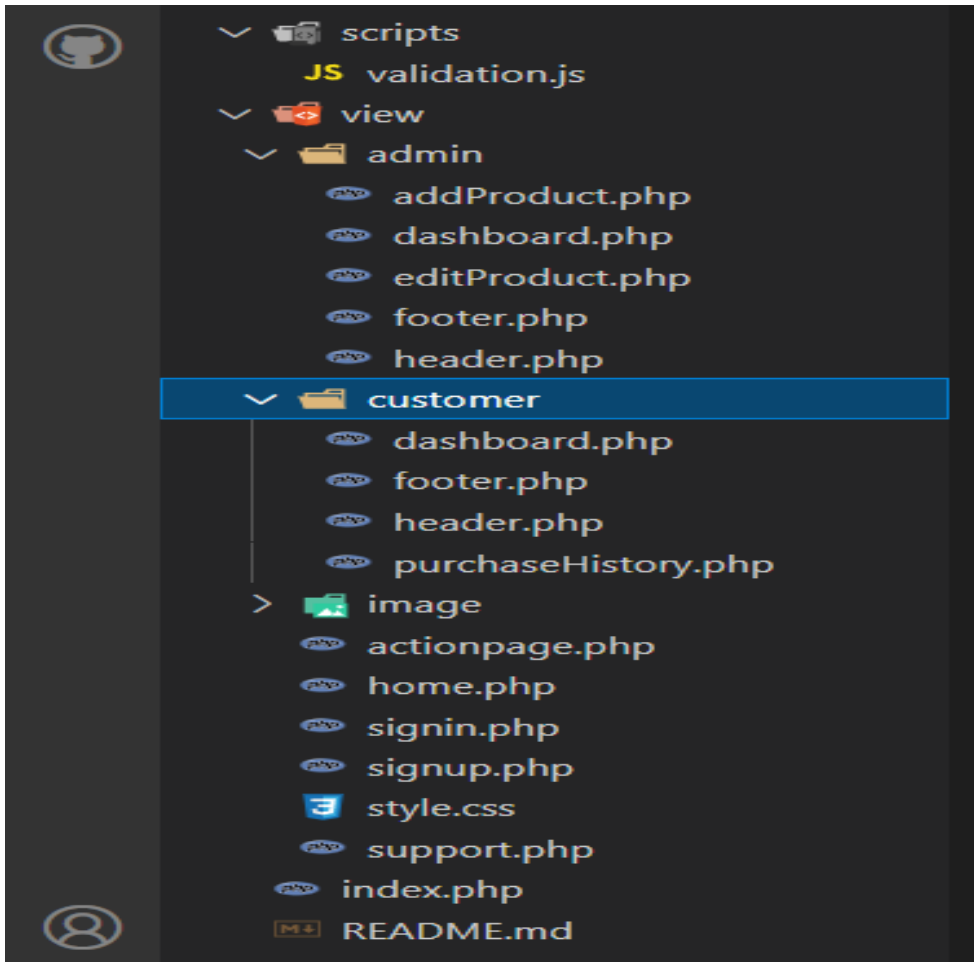 scripts
JS validation.js
view
admin
addProduct.php
dashboard.php
editProduct.php
footer.php
header.php
customer
dashboard.php
footer.php
header.php
purchaseHistory.php
image
actionpage.php
home.php
signin.php
signup.php
style.css
support.php
index.php
README.md